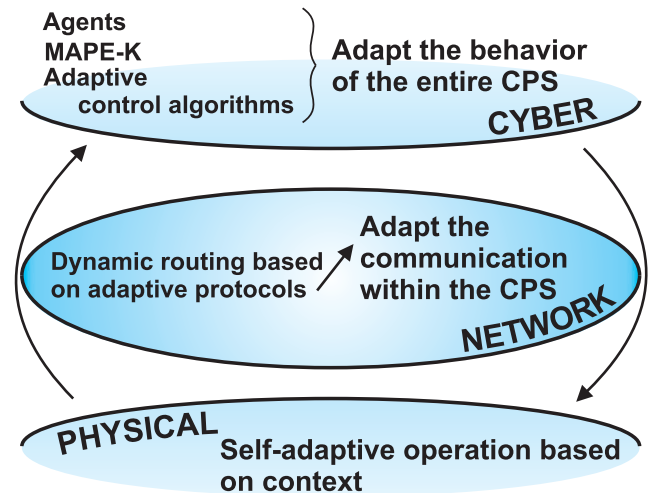 Agents
MAPE-K
Adaptive
control algorithms
Adapt the behavior
of the entire CPS
CYBER
Dynamic routing based
on adaptive protocols
Adapt the
communication
within the CPS
NETWORK
PHYSICAL
Self-adaptive operation based
on context